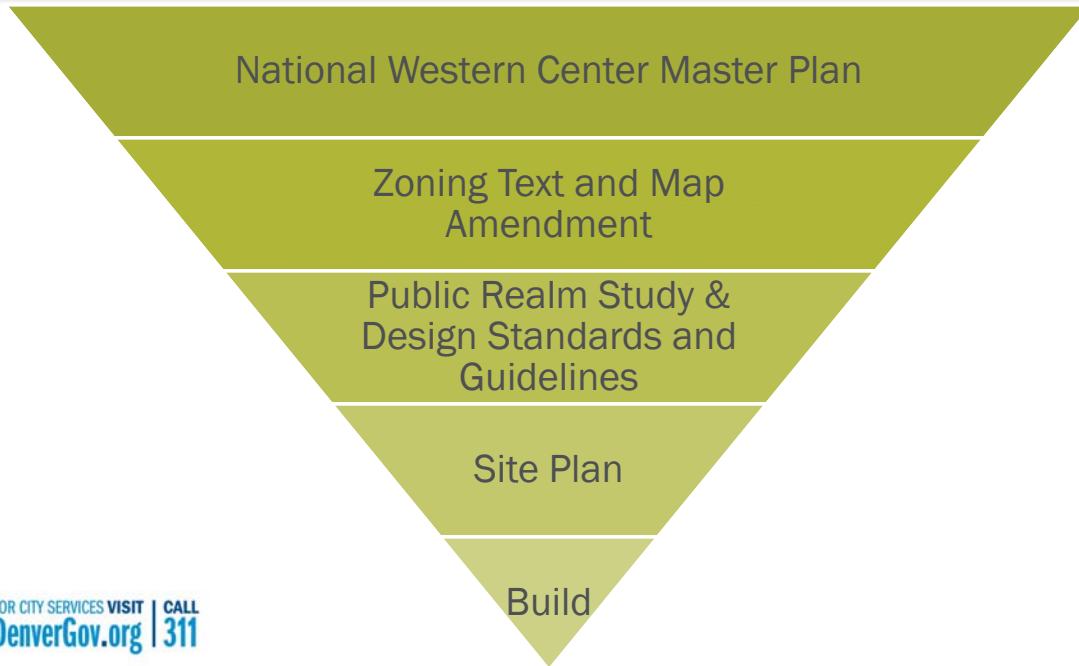 National Western Center Master Plan
Zoning Text and Map
Amendment
Public Realm Study &
Design Standards and
Guidelines
Site Plan
Build
OR CITY SERVICES VISIT | CALL
DenverGov.org | 311